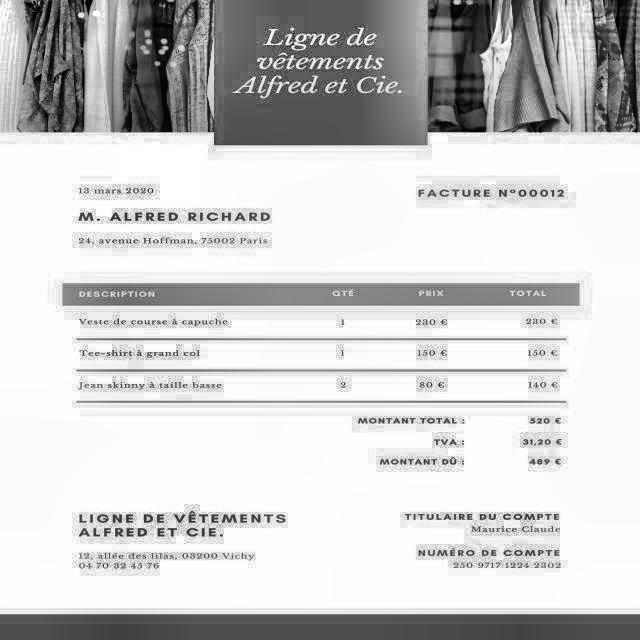 Ligne de
vêtements
Alfred et Cie.
13 mars 2020
FACTURE N°00012
M. ALFRED RICHARD
24, avenue Hoffman, 75002 Paris
DESCRIPTION QTÉ PRIX TOTAL
Veste de course à capuche 1 230 € 230 €
Tee-shirt à grand col 1 150 € 150 €
Jean skinny à taille basse 2 80 € 140 €
MONTANT TOTAL : 520 €
TVA : 31,20 €
MONTANT DÛ : 489 €
LIGNE DE VÊTEMENTS
ALFRED ET CIE.
12, allée des lilas, 03200 Vichy
04 70 32 45 76
TITULAIRE DU COMPTE
Maurice Claude
NUMÉRO DE COMPTE
250 9717 1224 2302